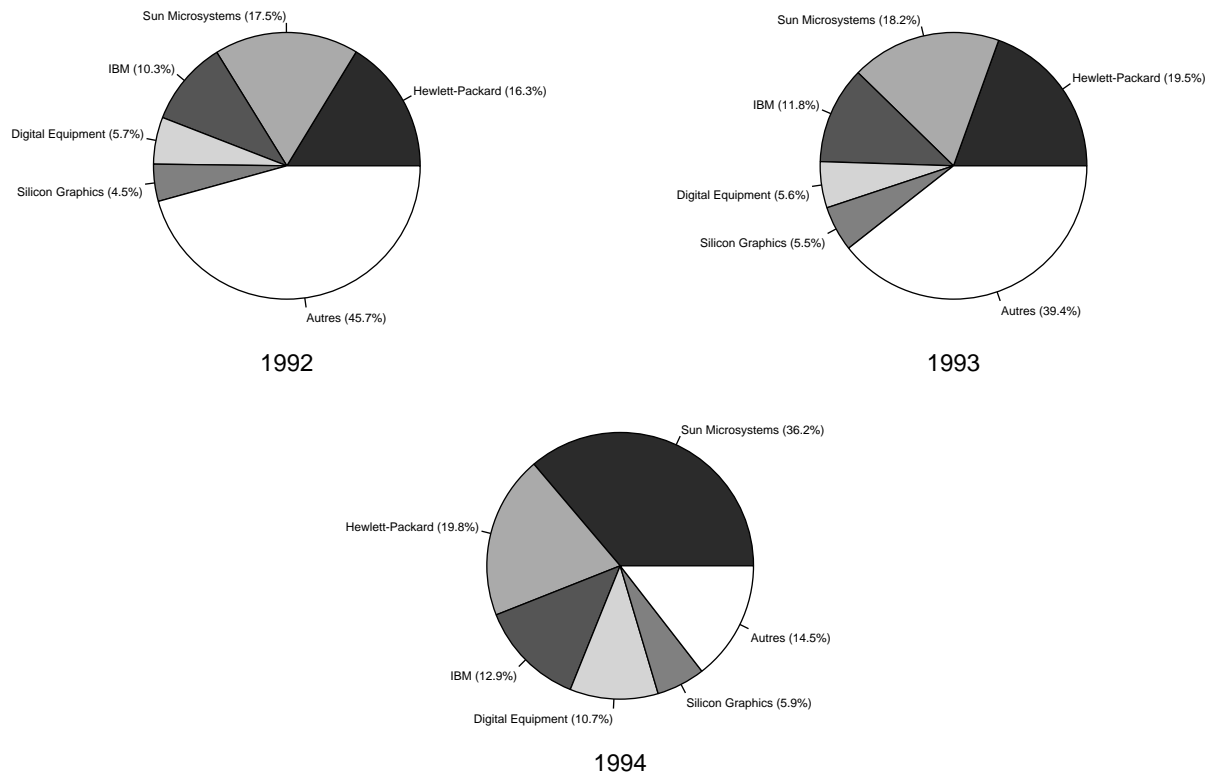 Sun Microsystems (17.5%)
IBM (10.3%)
Hewlett-Packard (16.3%)
Digital Equipment (5.7%)
Silicon Graphics (4.5%)
Autres (45.7%)
1992
Sun Microsystems (18.2%)
Hewlett-Packard (19.5%)
IBM (11.8%)
Digital Equipment (5.6%)
Silicon Graphics (5.5%)
Autres (39.4%)
1993
Sun Microsystems (36.2%)
Hewlett-Packard (19.8%)
Autres (14.5%)
IBM (12.9%)
Silicon Graphics (5.9%)
Digital Equipment (10.7%)
1994